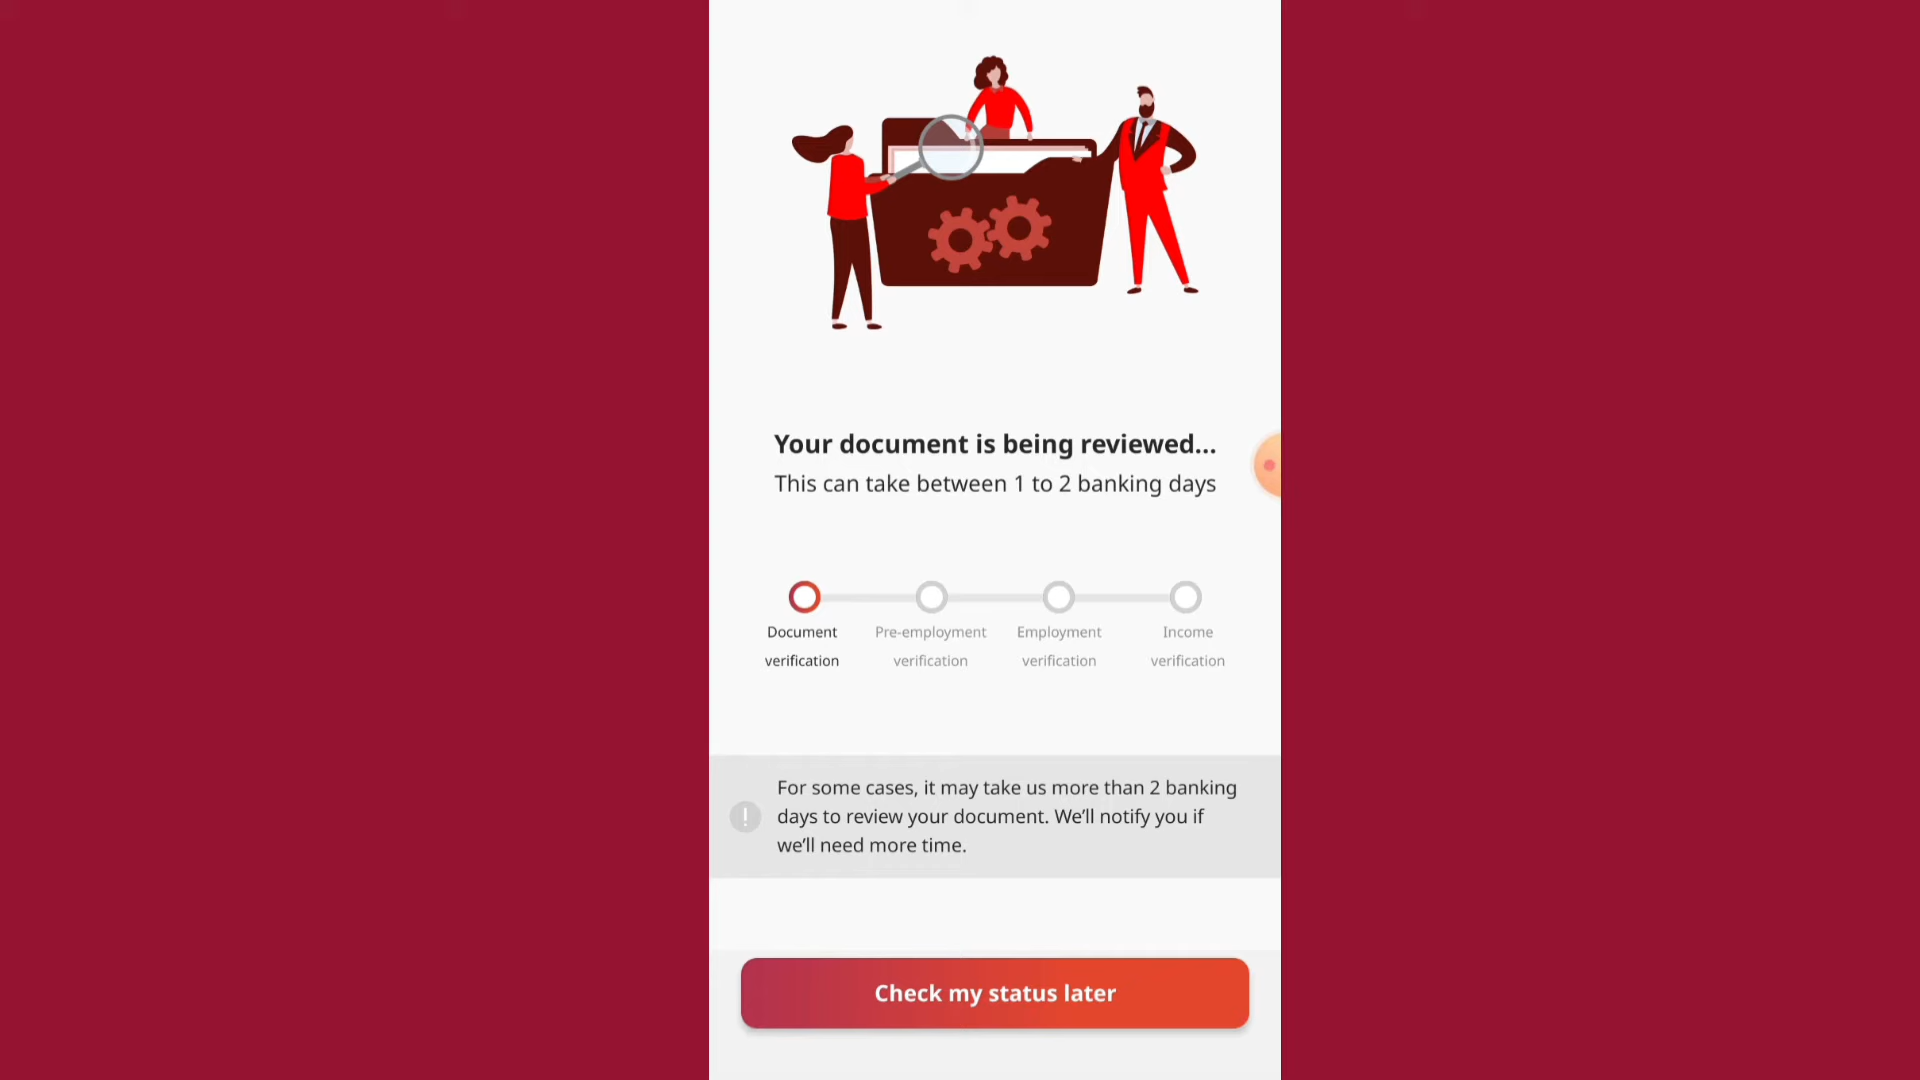 Your document is being reviewed...
This can take between 1 to 2 banking days
Document verification
Pre-employment verification
Employment verification
Income verification
For some cases, it may take us more than 2 banking
days to review your document. We'll notify you if
we'll need more time.
Check my status later